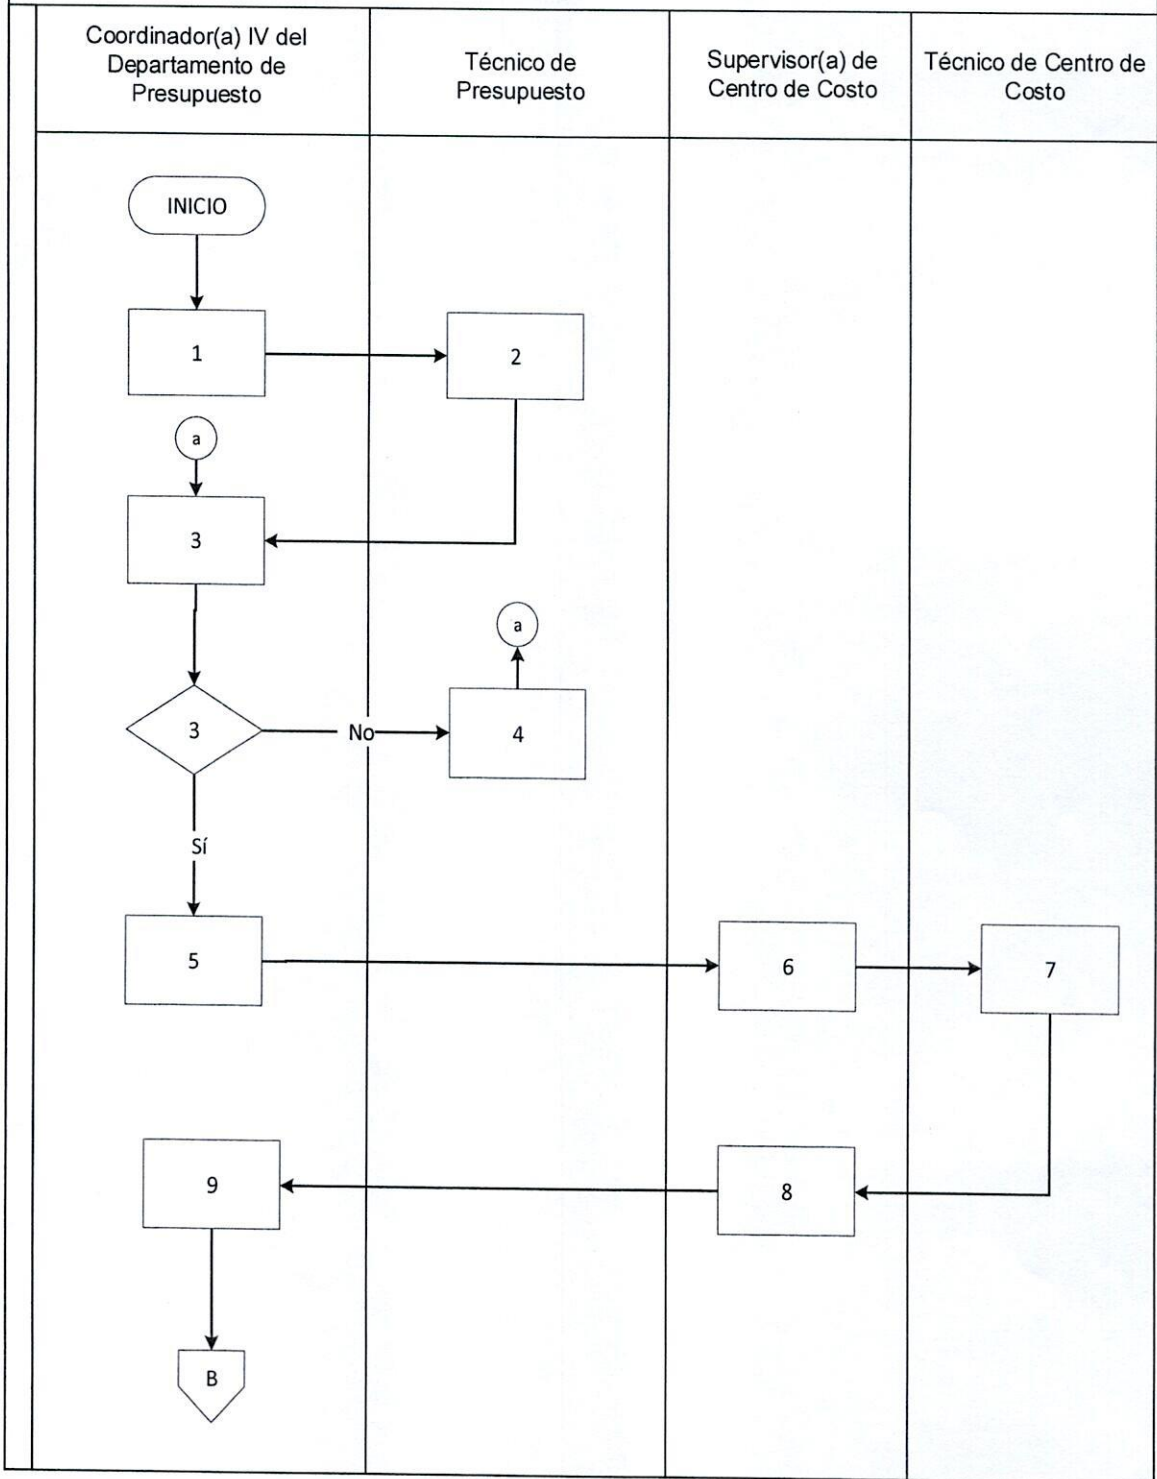 Coordinador(a) IV del
Departamento de
Presupuesto
Técnico de
Presupuesto
Supervisor(a) de
Centro de Costo
Técnico de Centro de
Costo
INICIO
1
2
a
3
a
3
No
4
Sí
5
6
7
9
8
B